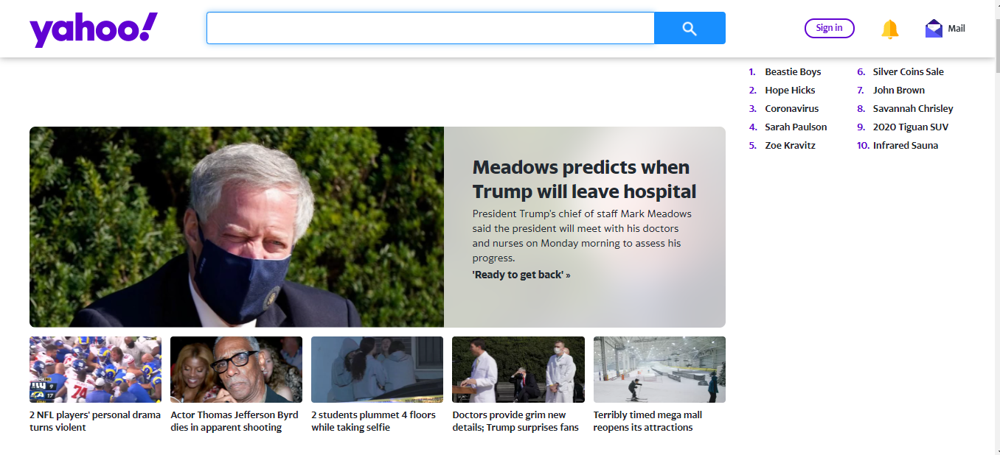 yahoo!
Sign in
Mail
1. Beastie Boys
2. Hope Hicks
3. Coronavirus
4. Sarah Paulson
5. Zoe Kravitz
6. Silver Coins Sale
7. John Brown
8. Savannah Chrisley
9. 2020 Tiguan SUV
10. Infrared Sauna
Meadows predicts when
Trump will leave hospital
President Trump's chief of staff Mark Meadows
said the president will meet with his doctors
and nurses on Monday morning to assess his
progress.
'Ready to get back' »
9
17
74
2 NFL players' personal drama
turns violent
Actor Thomas Jefferson Byrd
dies in apparent shooting
2 students plummet 4 floors
while taking selfie
Doctors provide grim new
details; Trump surprises fans
Terribly timed mega mall
reopens its attractions